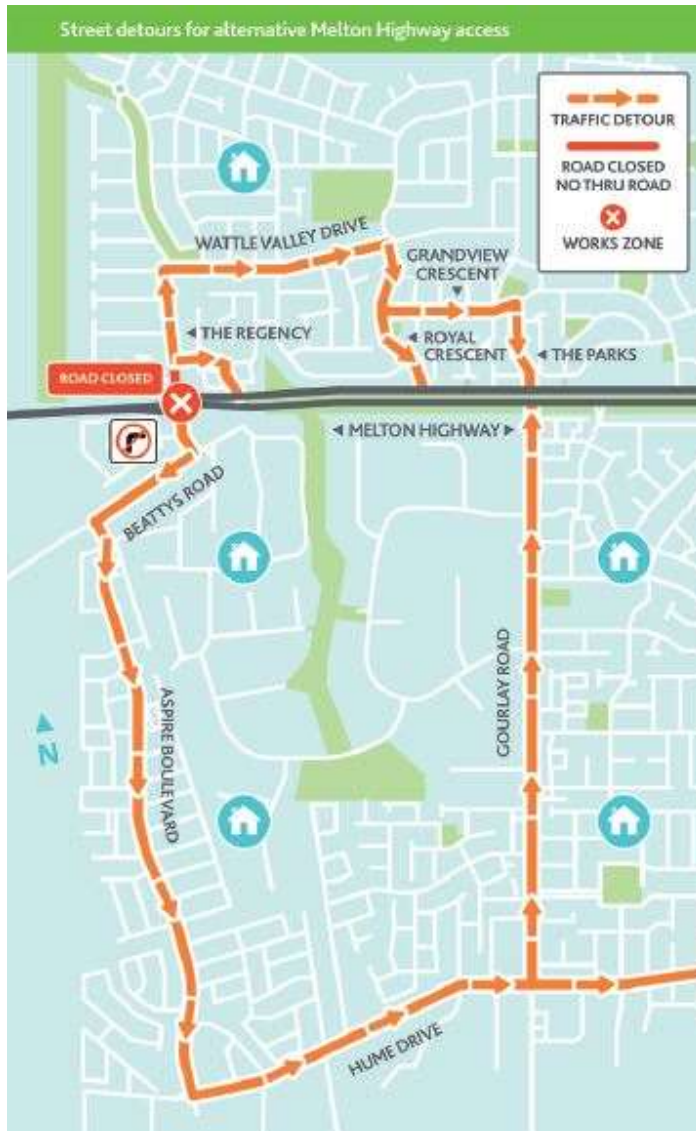 Street detours for alternative Melton Highway access
TRAFFIC DETOUR
ROAD CLOSED
NO THRU ROAD
WORKS ZONE
WATTLE VALLEY DRIVE
GRANDVIEW
CRESCENT
THE REGENCY
ROYAL
CRESCENT
THE PARKS
ROAD CLOSED
MELTON HIGHWAY
BEATTYS ROAD
GOURLAY ROAD
ASPIRE BOULEVARD
N
HUME DRIVE